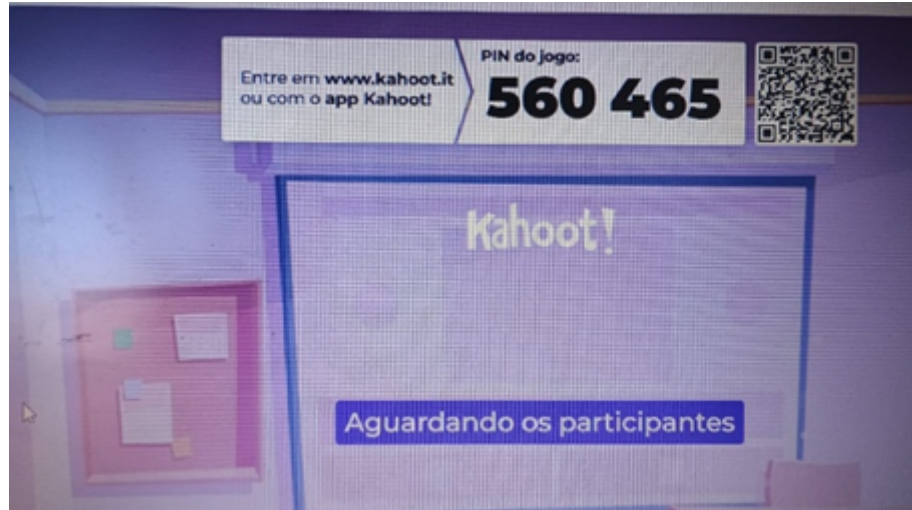 Entre em www.kahoot.it
ou com o app Kahoot!
PIN do jogo:
560 465
Kahoot!
Aguardando os participantes